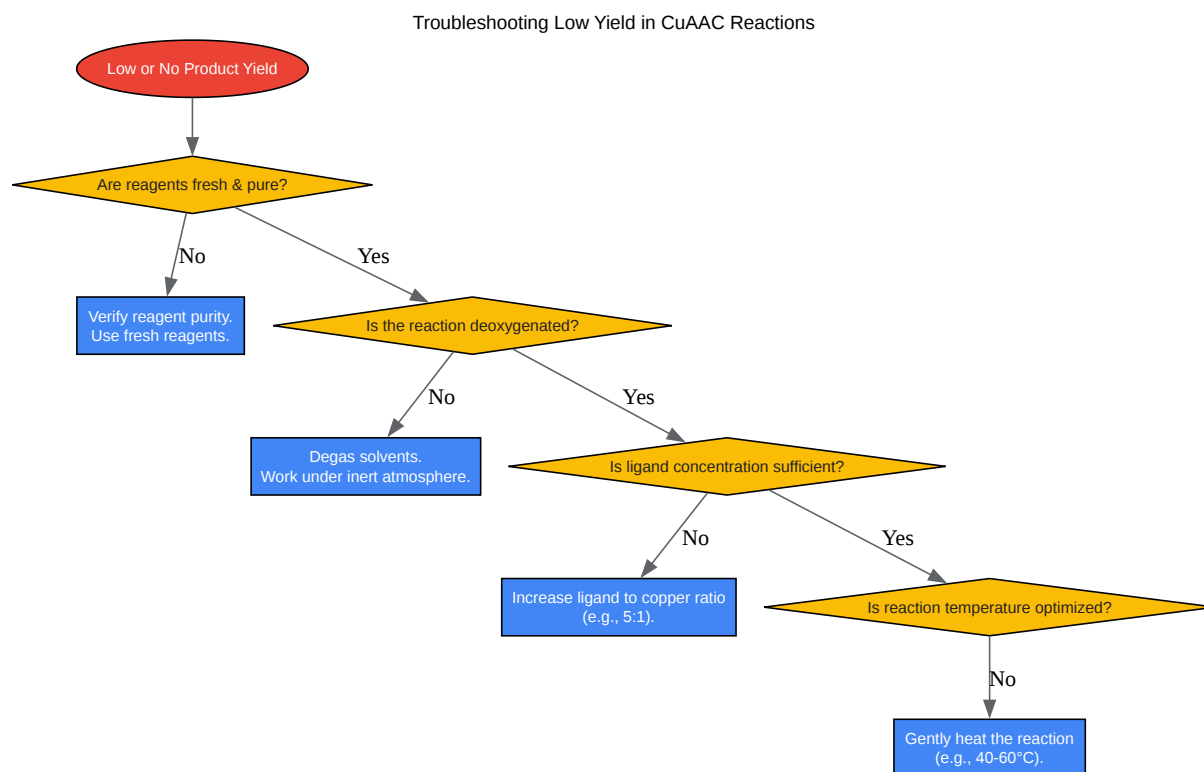 Troubleshooting Low Yield in CuAAC Reactions
Low or No Product Yield
Are reagents fresh & pure?
No
Yes
Verify reagent purity.
Use fresh reagents.
Is the reaction deoxygenated?
No
Yes
Degas solvents.
Work under inert atmosphere.
Is ligand concentration sufficient?
No
Yes
Increase ligand to copper ratio
(e.g., 5:1).
Is reaction temperature optimized?
No
Gently heat the reaction
(e.g., 40-60°C).